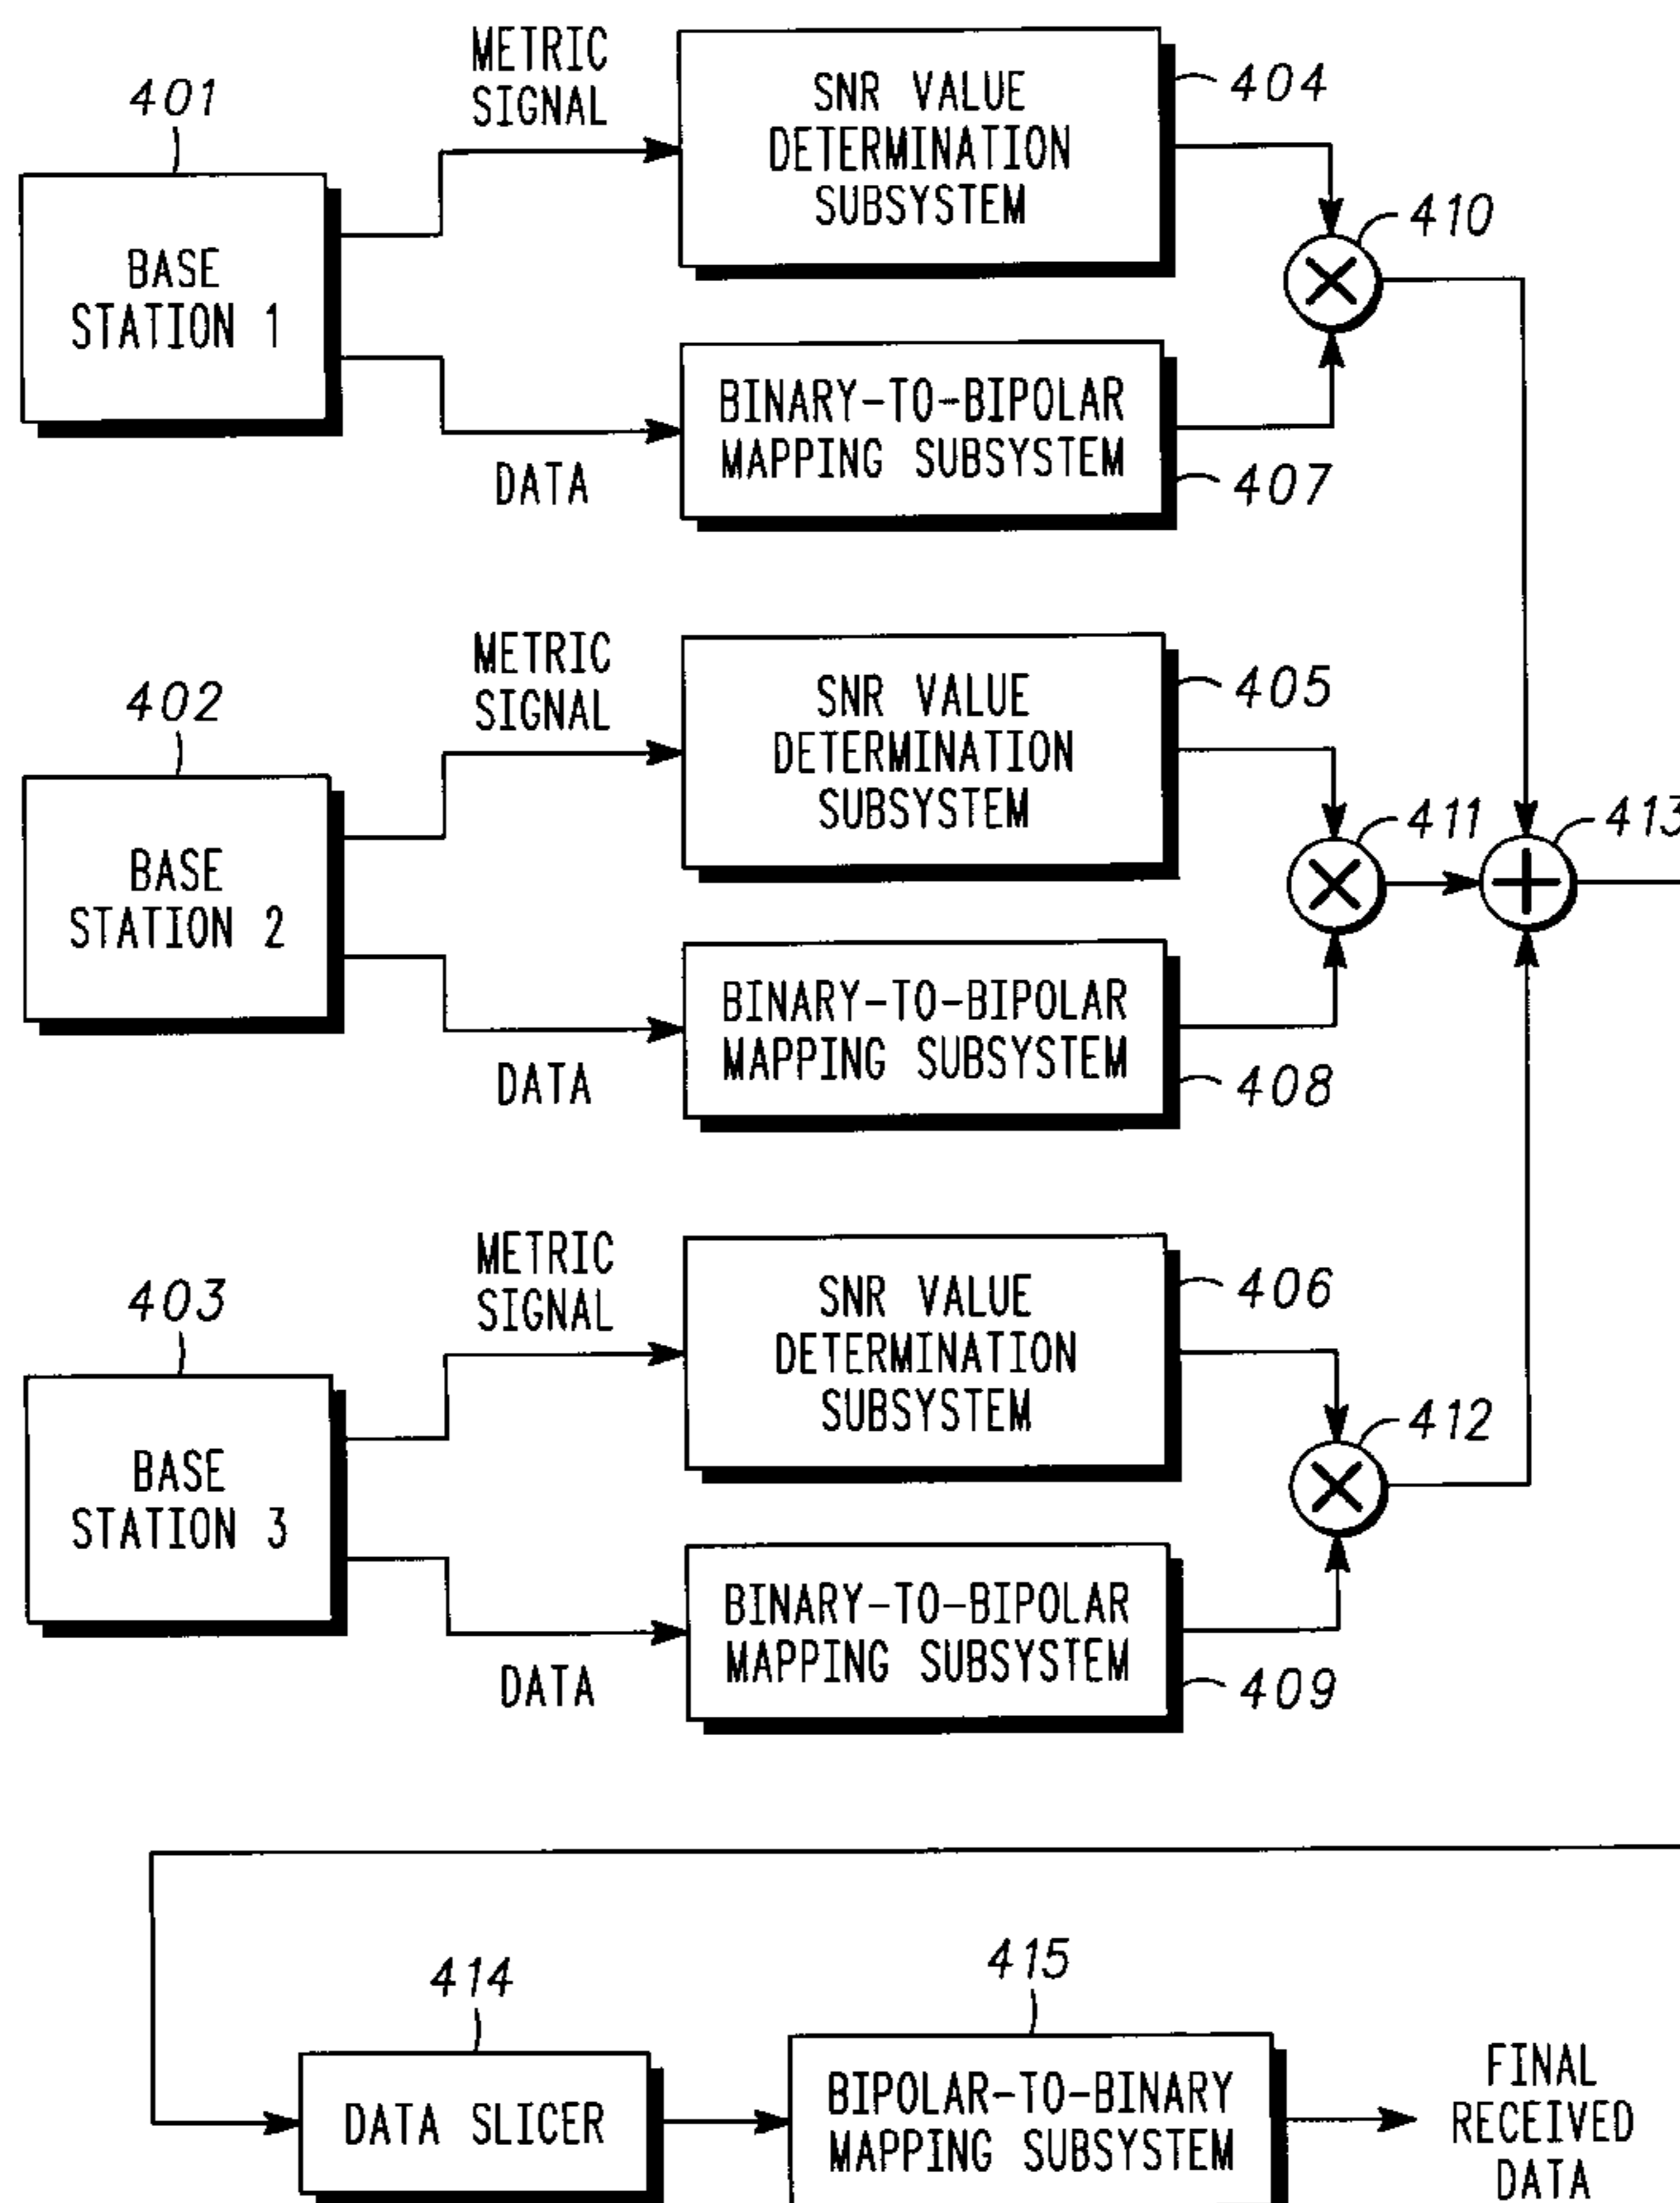 401
METRIC
SIGNAL
SNR VALUE
DETERMINATION
SUBSYSTEM
404
BASE
STATION 1
410
DATA
BINARY-TO-BIPOLAR
MAPPING SUBSYSTEM
407
402
METRIC
SIGNAL
SNR VALUE
DETERMINATION
SUBSYSTEM
405
BASE
STATION 2
411
413
DATA
BINARY-TO-BIPOLAR
MAPPING SUBSYSTEM
408
403
METRIC
SIGNAL
SNR VALUE
DETERMINATION
SUBSYSTEM
406
BASE
STATION 3
412
DATA
BINARY-TO-BIPOLAR
MAPPING SUBSYSTEM
409
414
DATA SLICER
415
BIPOLAR-TO-BINARY
MAPPING SUBSYSTEM
FINAL
RECEIVED
DATA